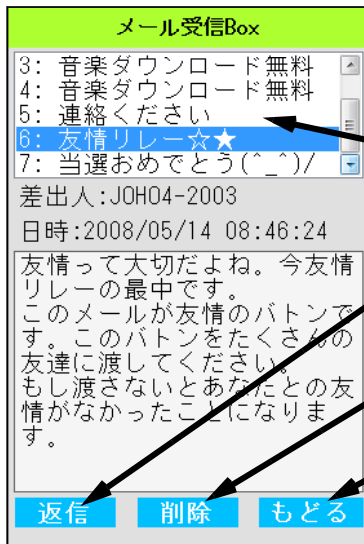 メール受信Box
3: 音楽ダウンロード無料
4: 音楽ダウンロード無料
5: 連絡ください
6: 友情リレー☆★
7: 当選おめでとう(^_^)/
差出人:JOHO4-2003
日時:2008/05/14 08:46:24
友情って大切だよね。今友情
リレーの最中です。
このメールが友情のバトンで
す。このバトンをたくさんの
友達に渡してください。
もし渡さないとあなたとの友
情がなかったことになりま
す。
返信 削除 もどる